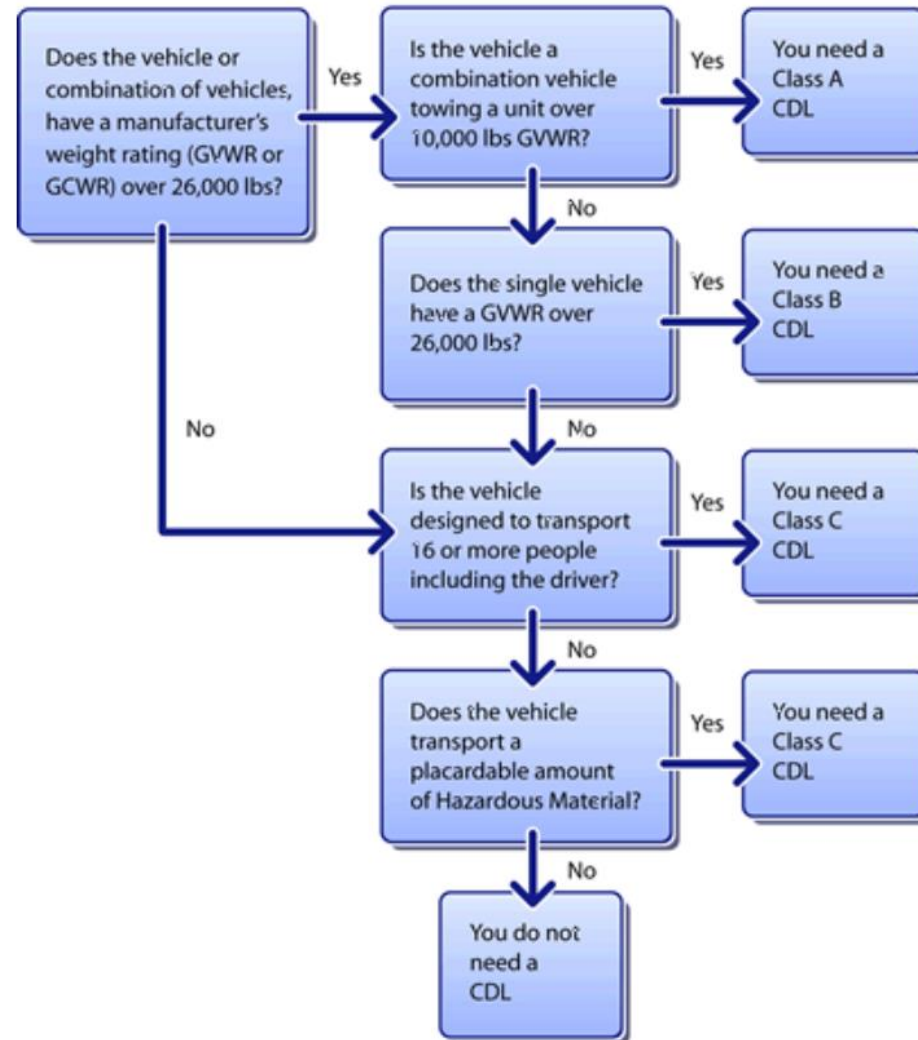 Does the vehicle or
combination of vehicles,
have a manufacturer's
weight rating (GVWR or
GCWR) over 26,000 lbs?
Yes
Is the vehicle a
combination vehicle
towing a unit over
10,000 lbs GVWR?
Yes
You need a
Class A
CDL
No
Does the single vehicle
have a GVWR over
26,000 lbs?
Yes
You need a
Class B
CDL
No
No
Is the vehicle
designed to transport
16 or more people
including the driver?
Yes
You need a
Class C
CDL
No
Does the vehicle
transport a
placardable amount
of Hazardous Material?
Yes
You need a
Class C
CDL
No
You do not
need a
CDL